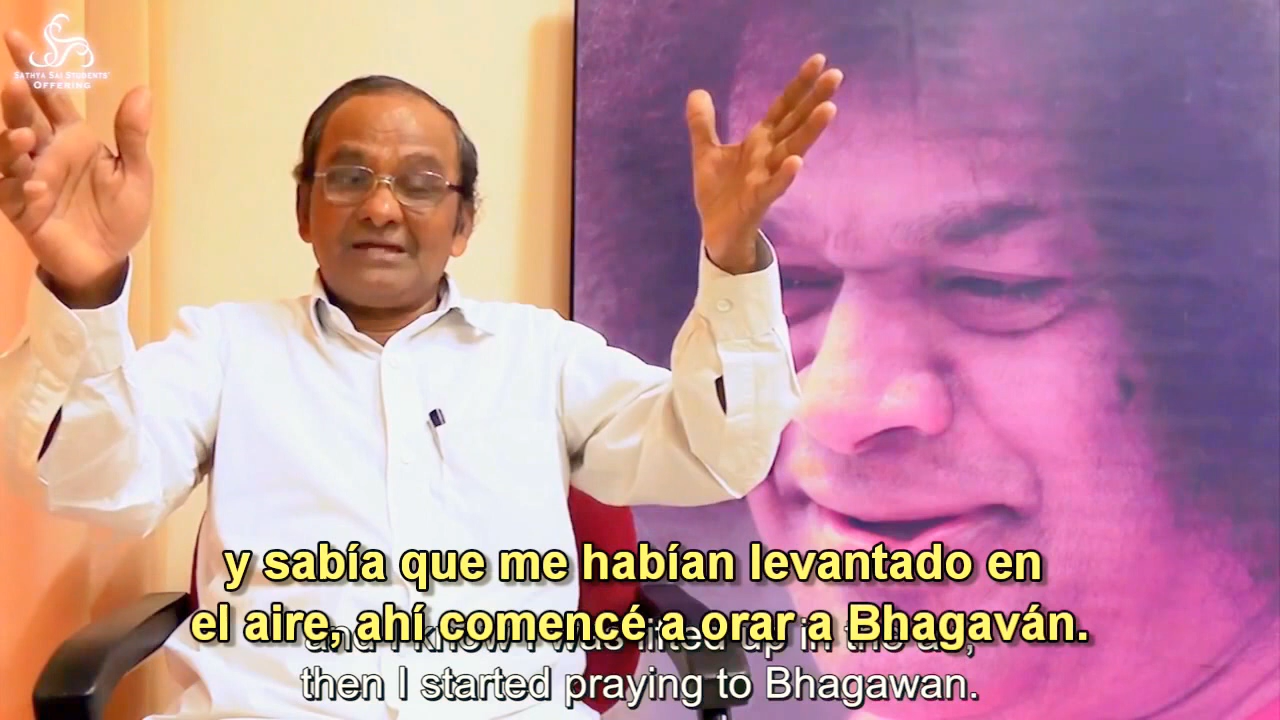 SATHYA SAI STUDENTS'
OFFERING
y sabía que me habían levantado en
el aire, ahí comencé a orar a Bhagaván.
and I know I was lifted up in the air,
then I started praying to Bhagawan.